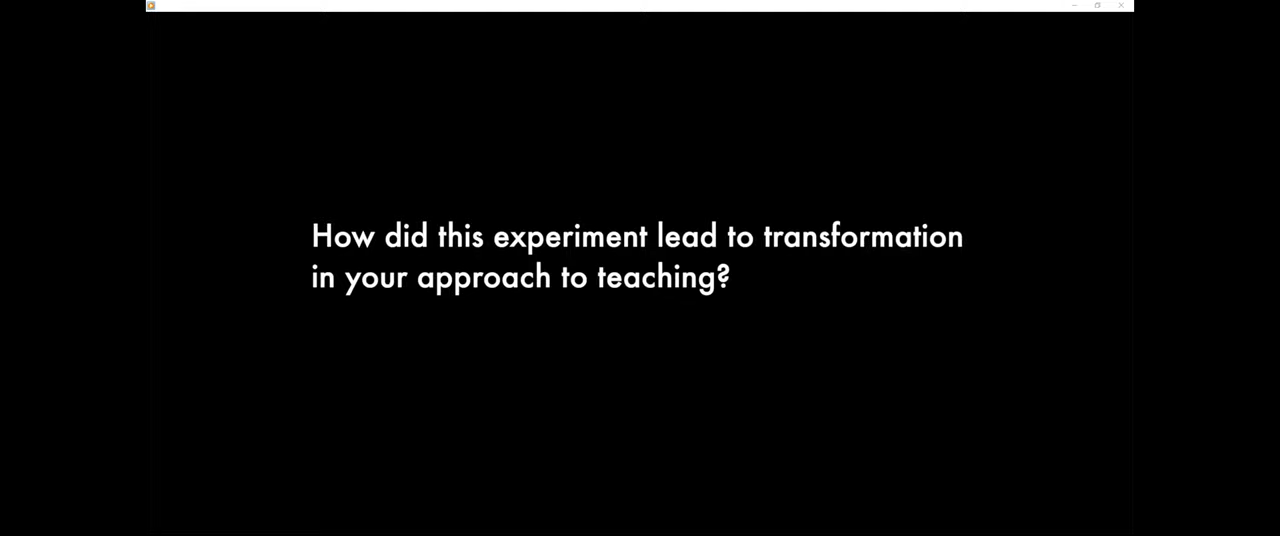 How did this experiment lead to transformation
in your approach to teaching?